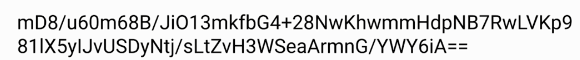 mD8/u60m68B/JiO13mkfbG4+28NwKhwmmHdpNB7RwLVKp9
81lX5yIJvUSDyNtj/sLtZvH3WSeaArmnG/YWY6iA==